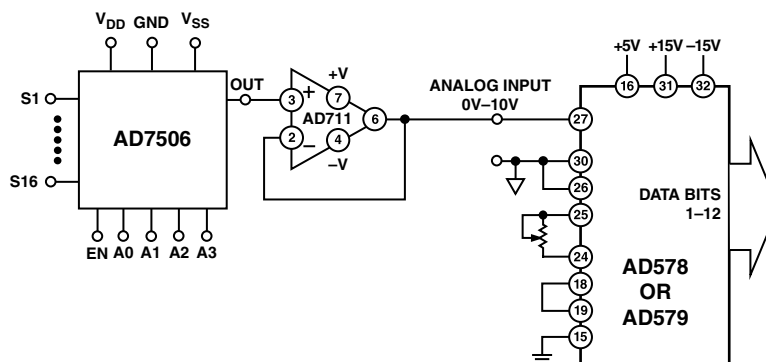 VDD GND VSS
+5V +15V –15V
16 31 32
S1
S16
AD7506
OUT
EN A0 A1 A2 A3
+V
3 + 7
AD711
6
2 – 4
–V
ANALOG INPUT
0V–10V
27
30
26
25
24
18
19
15
DATA BITS
1–12
AD578
OR
AD579